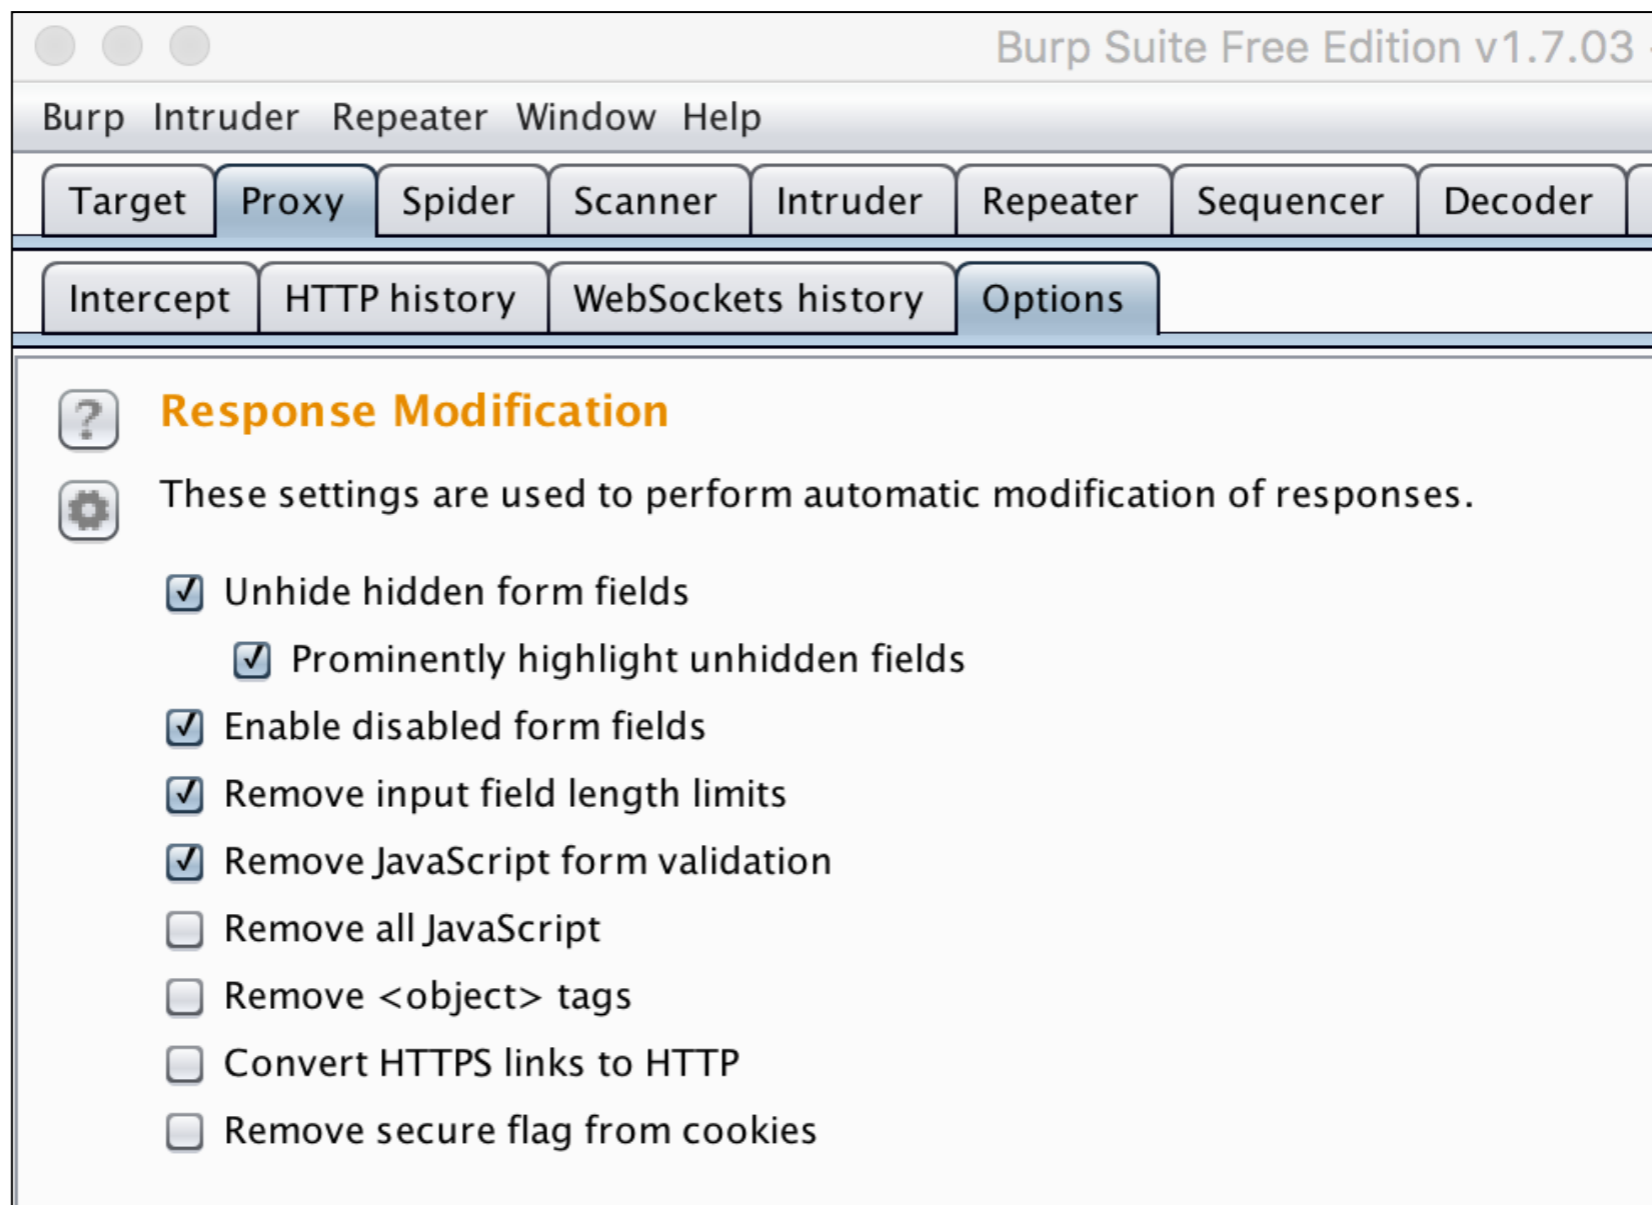 Burp Suite Free Edition v1.7.03
Burp Intruder Repeater Window Help
Target Proxy Spider Scanner Intruder Repeater Sequencer Decoder
Intercept HTTP history WebSockets history Options
? Response Modification
These settings are used to perform automatic modification of responses.
Unhide hidden form fields
Prominently highlight unhidden fields
Enable disabled form fields
Remove input field length limits
Remove JavaScript form validation
Remove all JavaScript
Remove <object> tags
Convert HTTPS links to HTTP
Remove secure flag from cookies